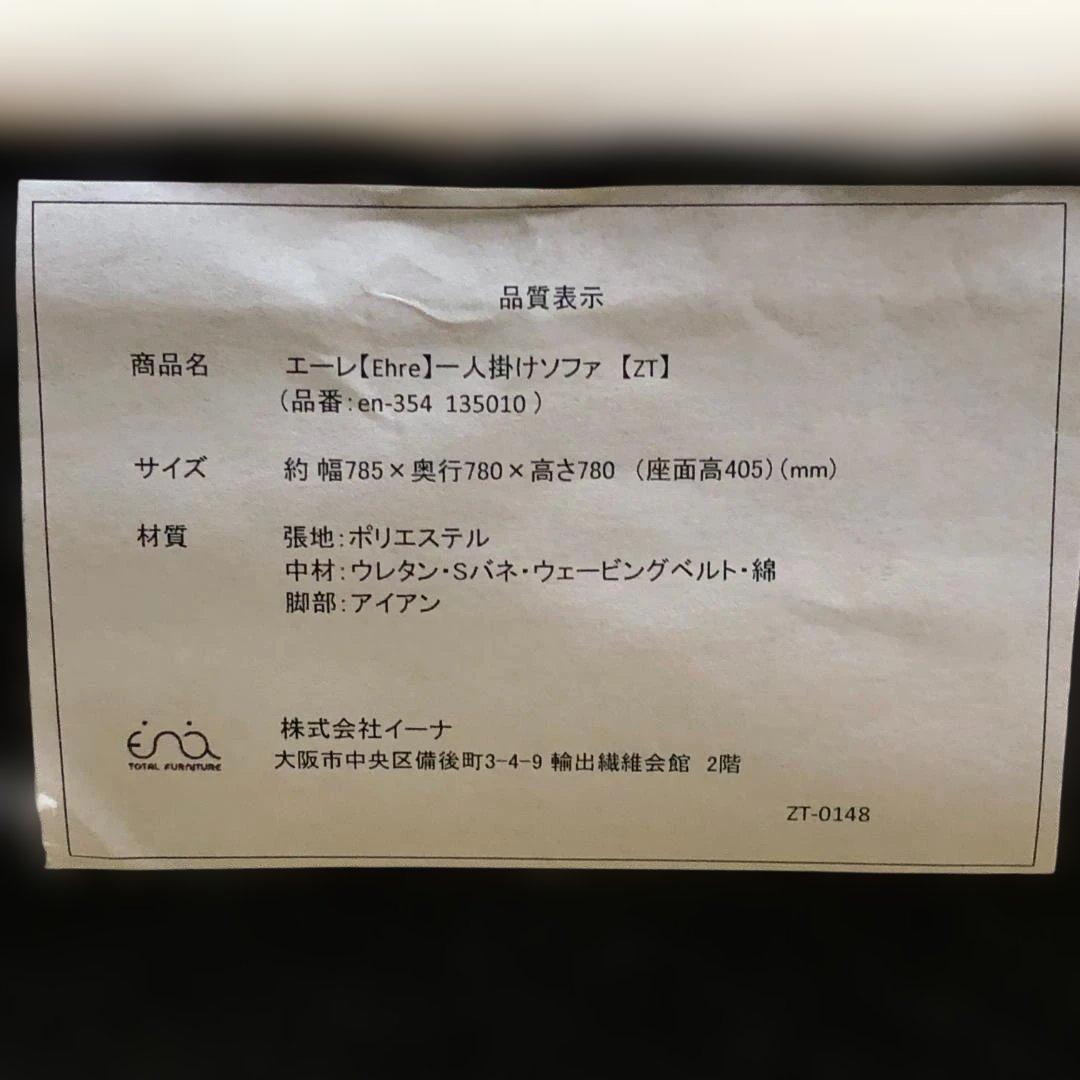 品質表示
商品名 エーレ【Ehre】一人掛けソファ 【ZT】
（品番：en-354 135010 ）
サイズ 約 幅785×奥行780×高さ780 （座面高405）（mm）
材質 張地：ポリエステル
中材：ウレタン・Sバネ・ウェービングベルト・綿
脚部：アイアン
ena
TOTAL FURNITURE
株式会社イーナ
大阪市中央区備後町3-4-9 輸出繊維会館 2階
ZT-0148